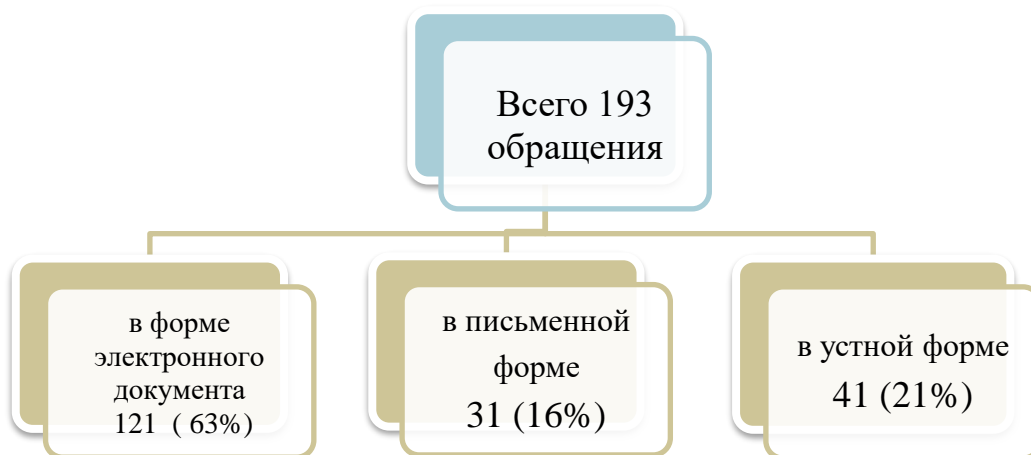 Всего 193
обращения
в форме
электронного
документа
121 ( 63%)
в письменной
форме
31 (16%)
в устной форме
41 (21%)